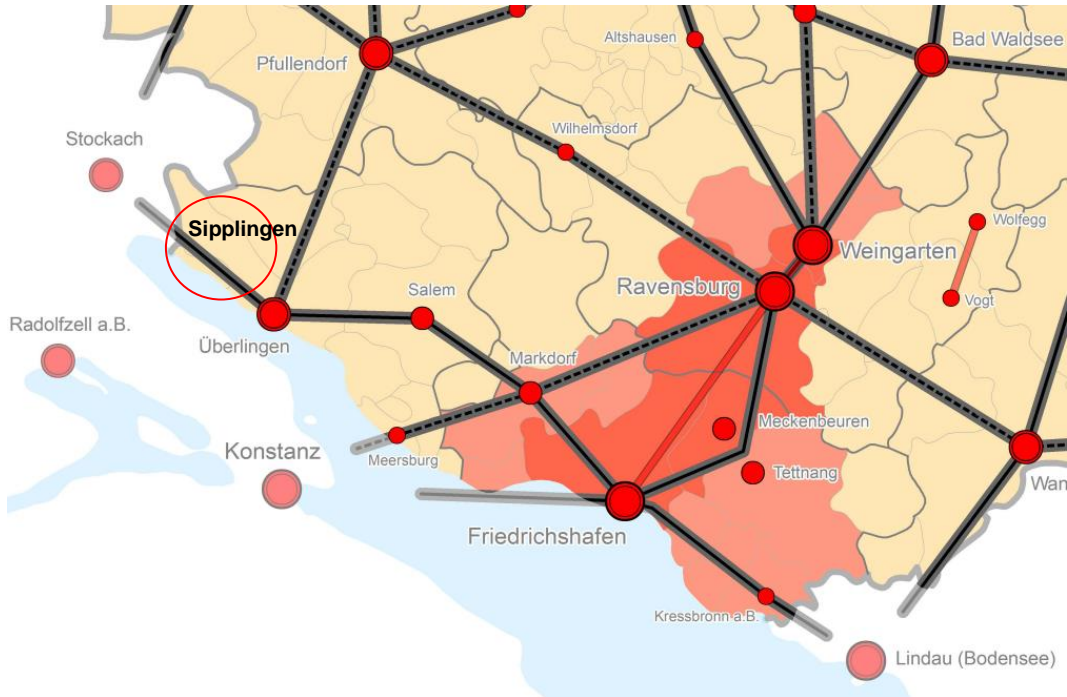 Altshausen
Bad Waldsee
Pfullendorf
Wilhelmsdorf
Stockach
Wolfegg
Sipplingen
Weingarten
Ravensburg
Salem
Vogt
Radolfzell a.B.
Überlingen
Markdorf
Meckenbeuren
Konstanz
Meersburg
Tettnang
Wan
Friedrichshafen
Kressbronn a.B.
Lindau (Bodensee)